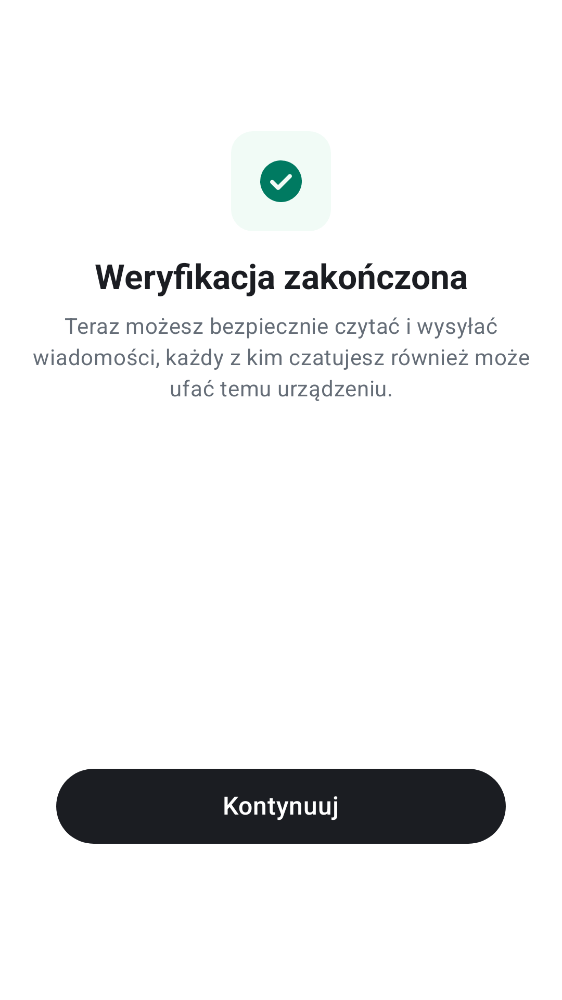 Weryfikacja zakończona
Teraz możesz bezpiecznie czytać i wysyłać
wiadomości, każdy z kim czatujesz również może
ufać temu urządzeniu.
Kontynuuj